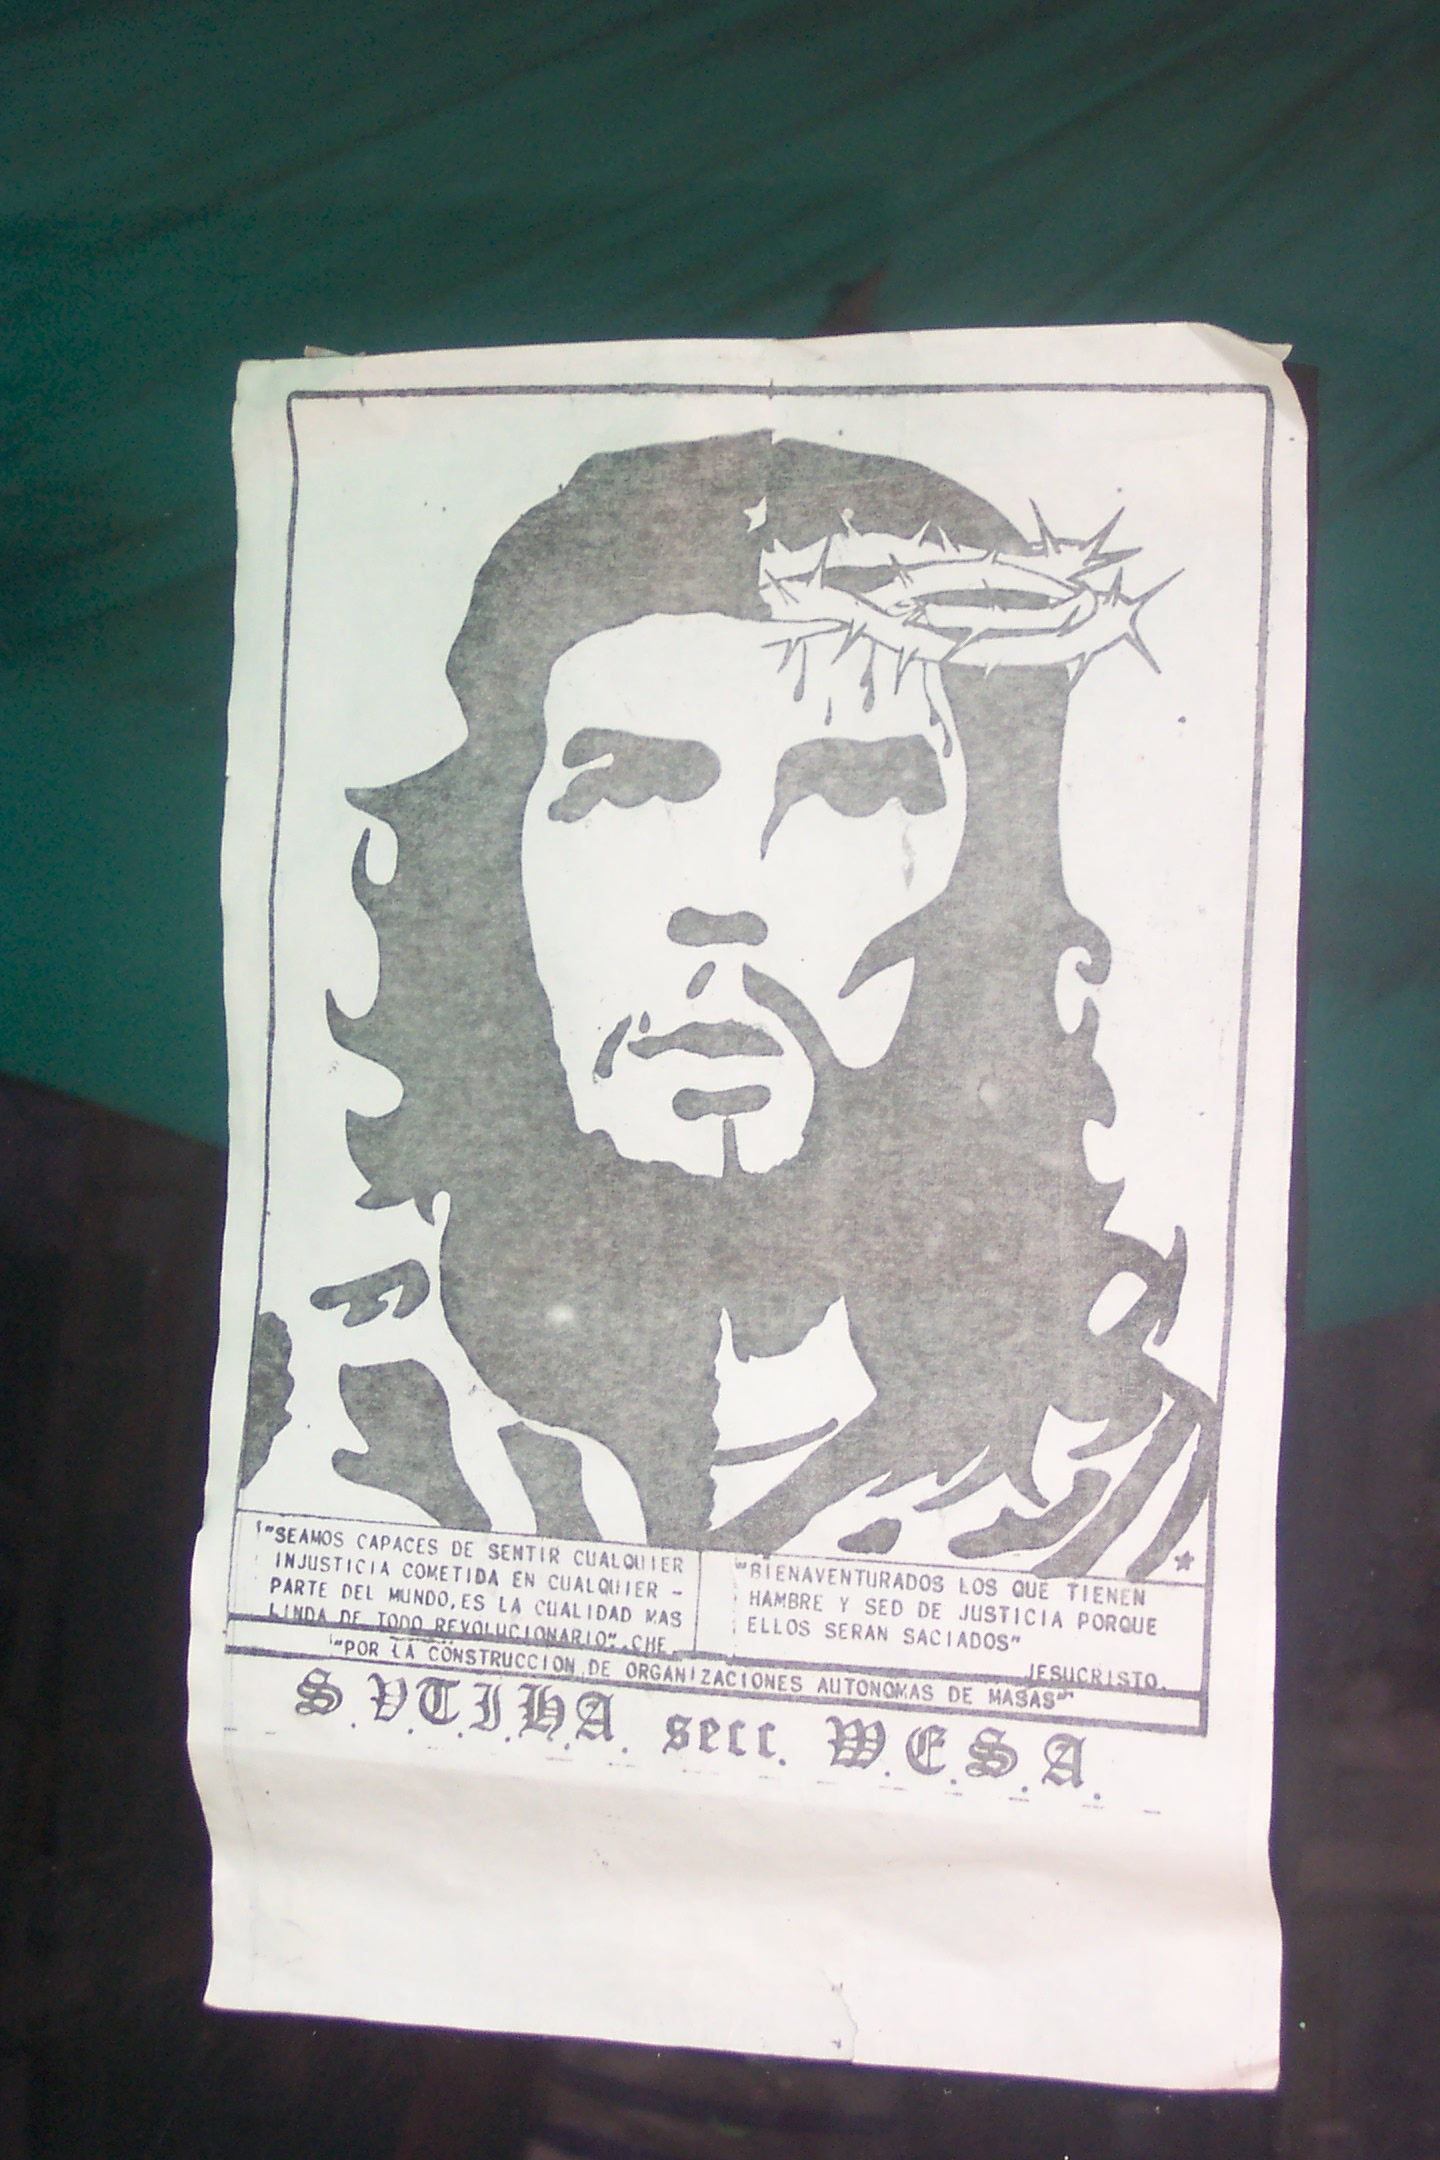 "SEAMOS CAPACES DE SENTIR CUALQUIER
INJUSTICIA COMETIDA EN CUALQUIER -
PARTE DEL MUNDO, ES LA CUALIDAD MAS
LINDA DE TODO REVOLUCIONARIO". CHE.
"BIENAVENTURADOS LOS QUE TIENEN
HAMBRE Y SED DE JUSTICIA PORQUE
ELLOS SERAN SACIADOS"
JESUCRISTO.
"POR LA CONSTRUCCION DE ORGANIZACIONES AUTONOMAS DE MASAS"
S.V.T.I.H.A. secc. W.E.S.A.